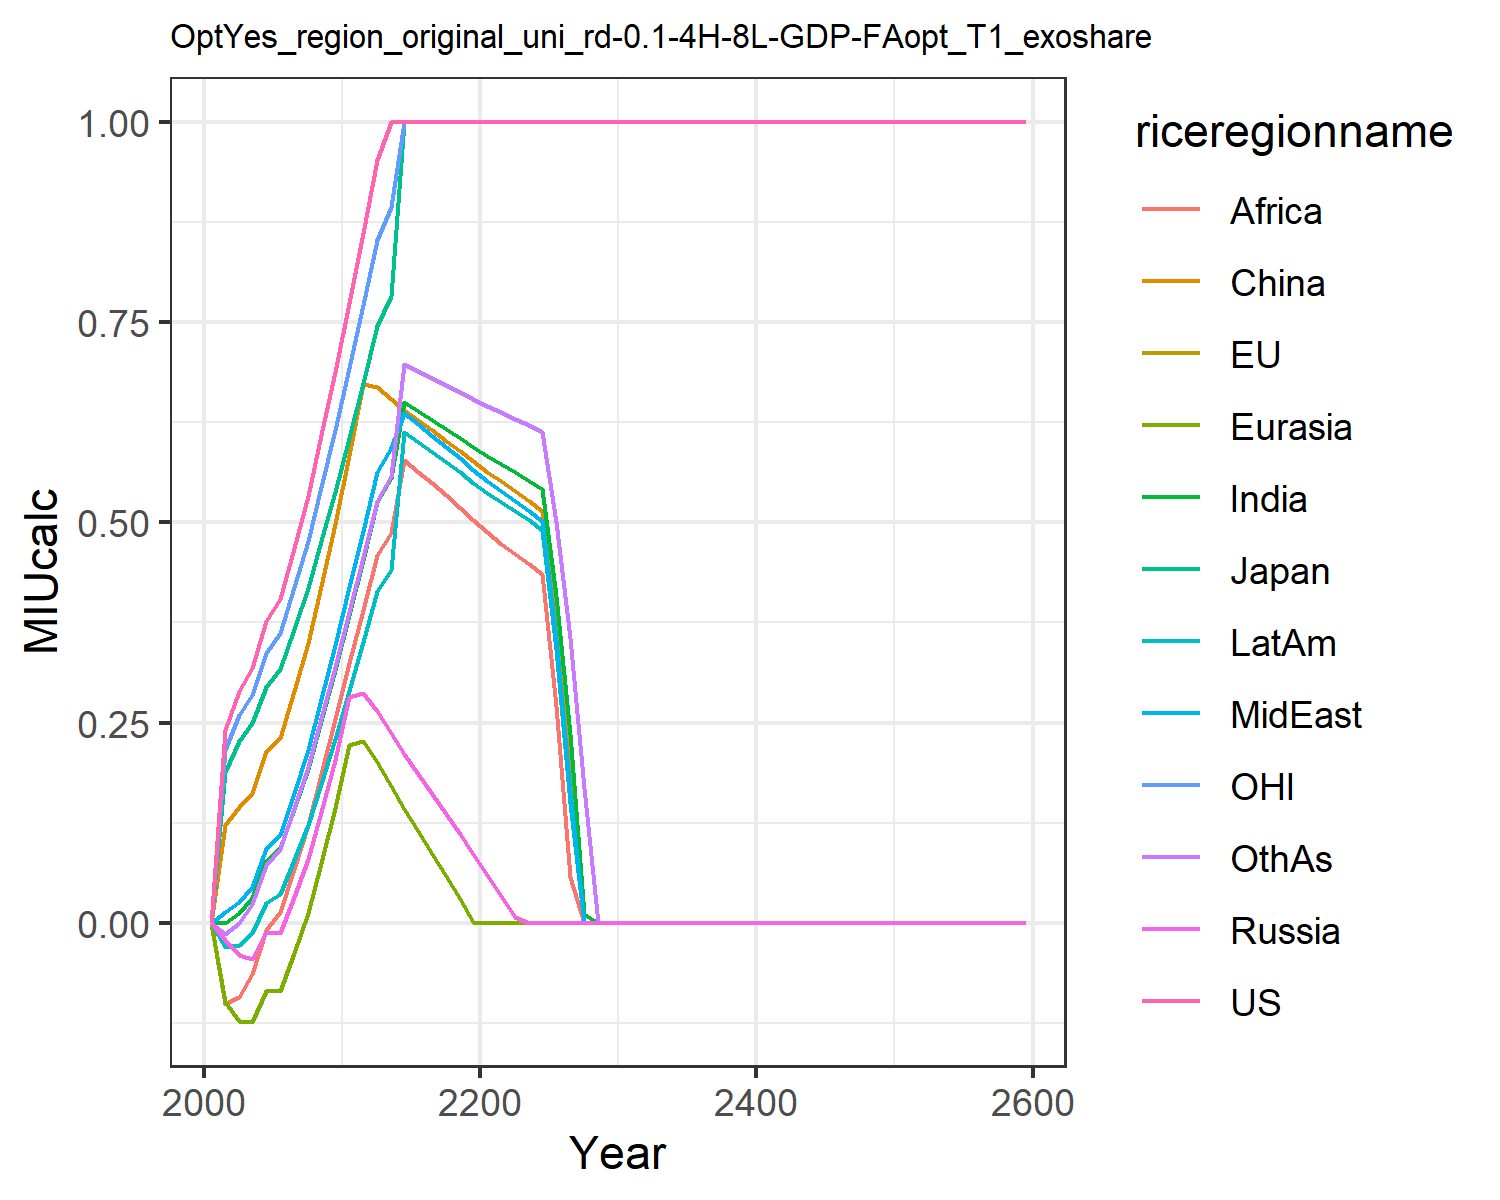 OptYes_region_original_uni_rd-0.1-4H-8L-GDP-FAopt_T1_exoshare
1.00
0.75
0.50
0.25
0.00
MIUcalc
2000
2200
2400
2600
Year
riceregionname
Africa
China
EU
Eurasia
India
Japan
LatAm
MidEast
OHI
OthAs
Russia
US